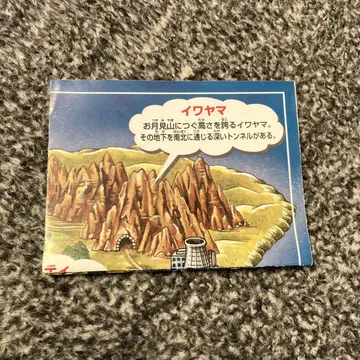 イワヤマ
お月見山につぐ高さを誇るイワヤマ。
その地下を南北に通じる深いトンネルがある。